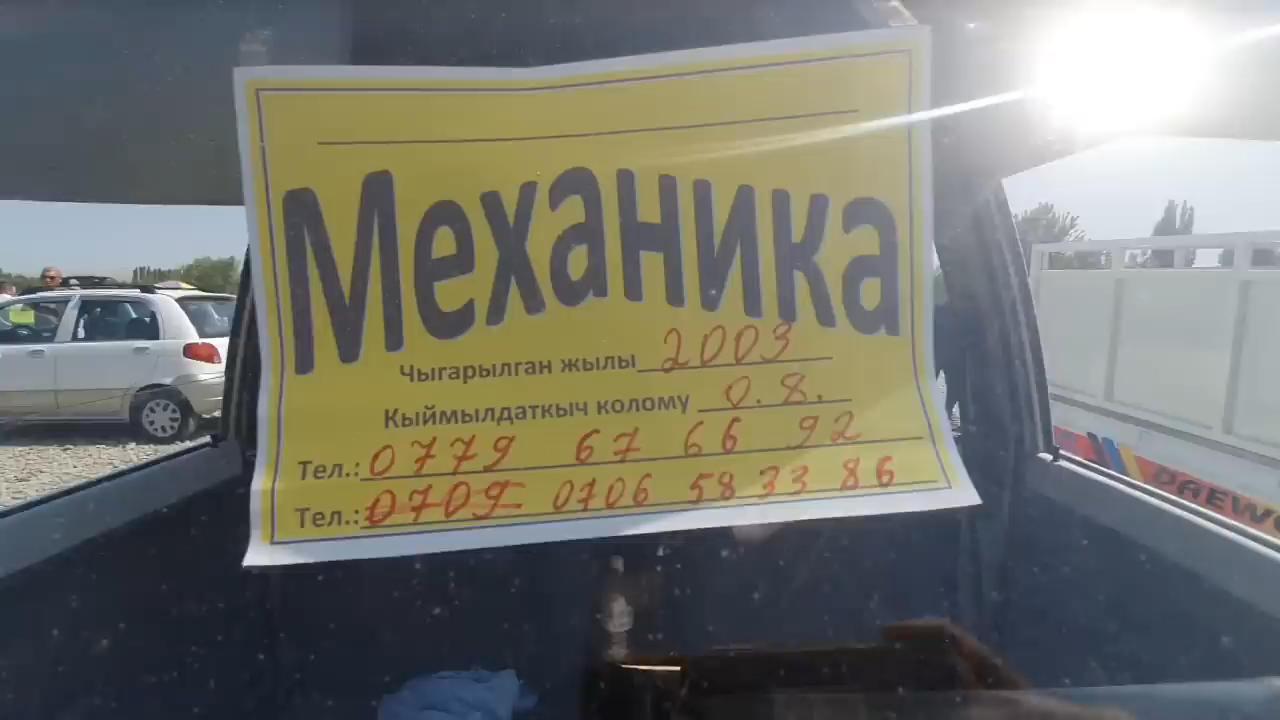 Механика
Чыгарылган жылы 2003
Кыймылдаткыч колому 0.8.
Тел.: 0779 67 66 92
Тел.: 0709 0706 58 33 86
DAEWO